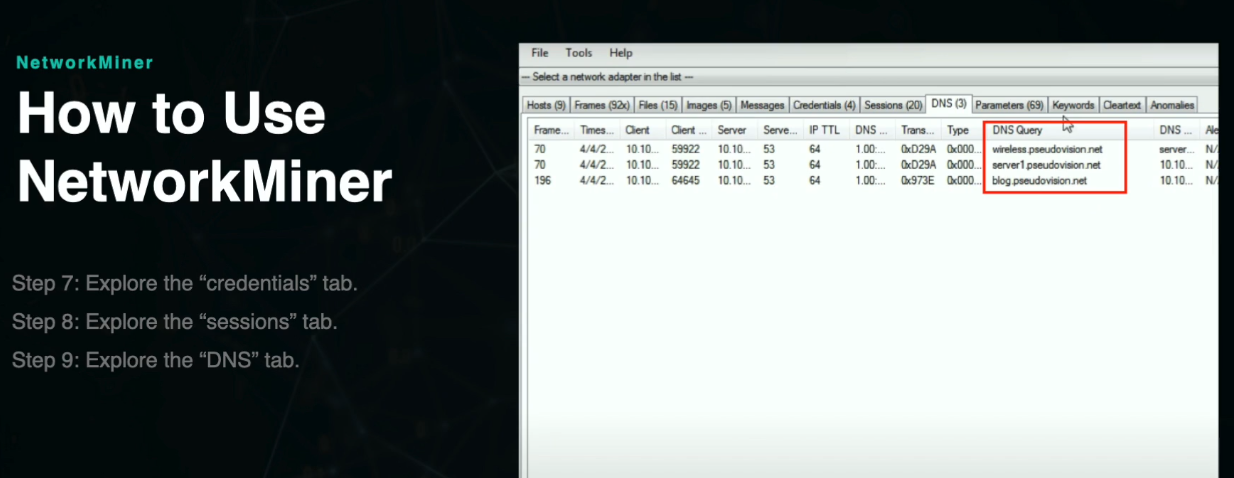 NetworkMiner
How to Use
NetworkMiner
Step 7: Explore the “credentials” tab.
Step 8: Explore the “sessions” tab.
Step 9: Explore the “DNS” tab.
File Tools Help
--- Select a network adapter in the list ---
Hosts (9) Frames (92x) Files (15) Images (5) Messages Credentials (4) Sessions (20) DNS (3) Parameters (69) Keywords Cleartext Anomalies
Frame... Times... Client Client ... Server Serve... IP TTL DNS ... Trans... Type DNS Query DNS ... Ale
70 4/4/2... 10.10... 59922 10.10... 53 64 1.00:... 0xD29A 0x000... wireless.pseudovision.net server... N/
70 4/4/2... 10.10... 59922 10.10... 53 64 1.00:... 0xD29A 0x000... server1.pseudovision.net 10.10... N/
196 4/4/2... 10.10... 64645 10.10... 53 64 1.00:... 0x973E 0x000... blog.pseudovision.net 10.10... N/